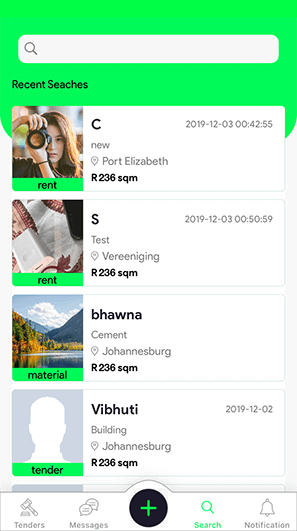 Recent Seaches
C
2019-12-03 00:42:55
new
Port Elizabeth
R 236 sqm
rent
S
2019-12-03 00:50:59
Test
Vereeniging
R 236 sqm
rent
bhawna
Cement
Johannesburg
R 236 sqm
material
Vibhuti
2019-12-02
Building
Johannesburg
R 236 sqm
tender
Tenders
Messages
Search
Notification